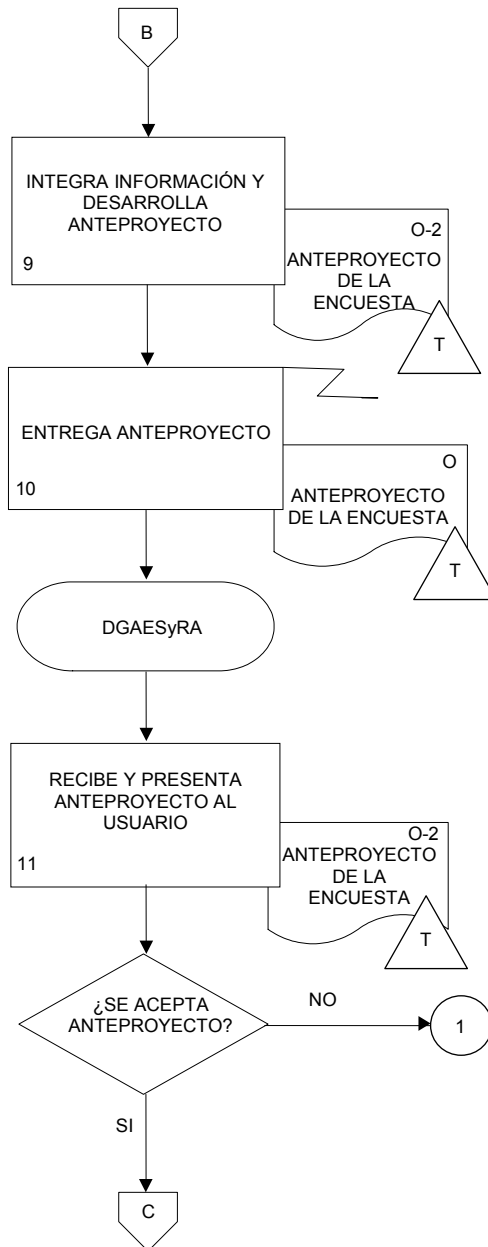 B
INTEGRA INFORMACIÓN Y
DESARROLLA
ANTEPROYECTO
9
O-2
ANTEPROYECTO
DE LA
ENCUESTA
T
ENTREGA ANTEPROYECTO
10
O
ANTEPROYECTO
DE LA ENCUESTA
T
DGAESyRA
RECIBE Y PRESENTA
ANTEPROYECTO AL
USUARIO
11
O-2
ANTEPROYECTO
DE LA
ENCUESTA
T
¿SE ACEPTA
ANTEPROYECTO?
NO
1
SI
C